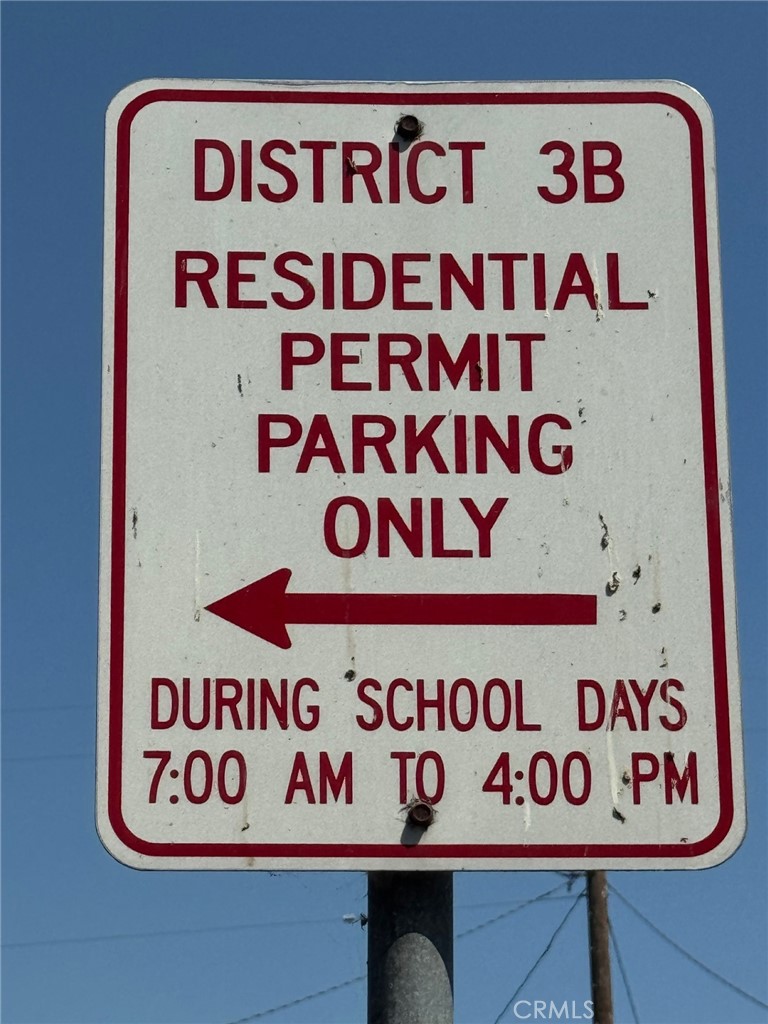 DISTRICT 3B
RESIDENTIAL
PERMIT
PARKING
ONLY
DURING SCHOOL DAYS
7:00 AM TO 4:00 PM
CRMLS